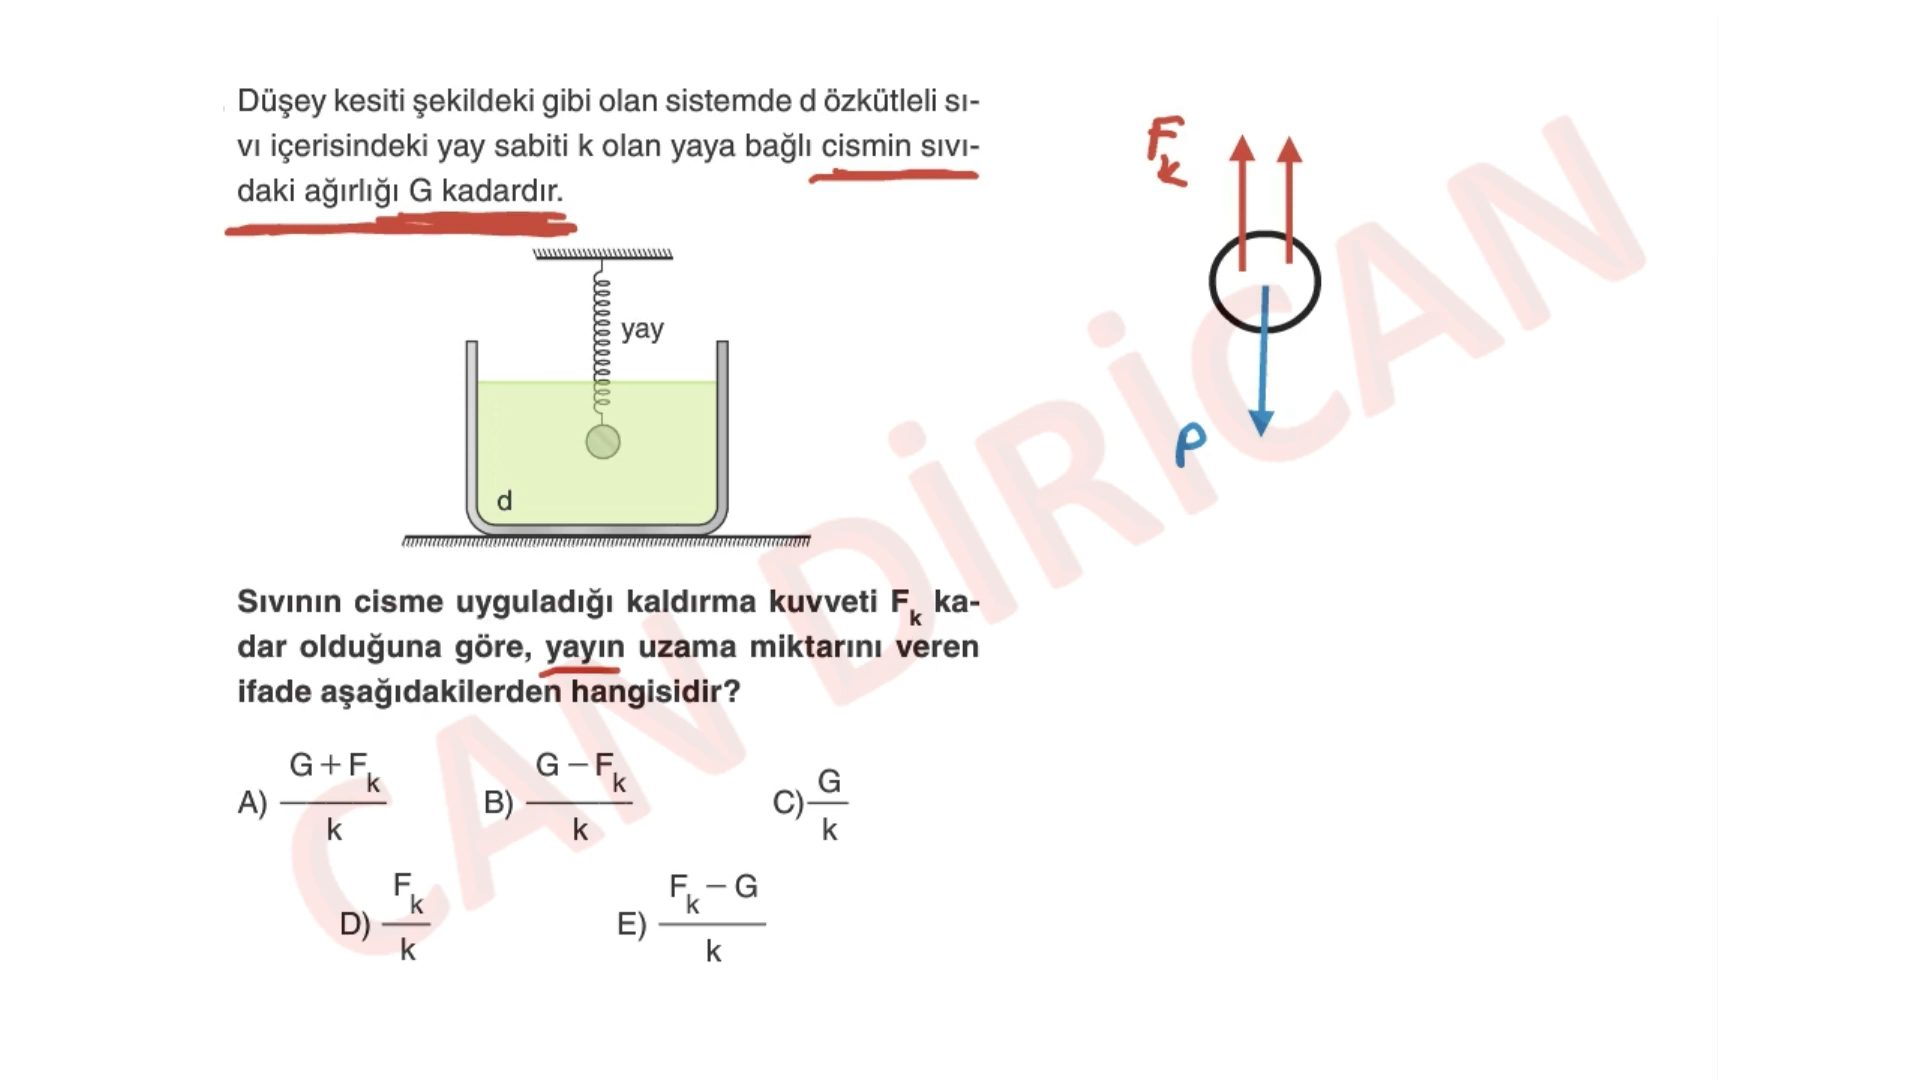 Düşey kesiti şekildeki gibi olan sistemde d özkütleli sı-
vı içerisindeki yay sabiti k olan yaya bağlı cismin sıvı-
daki ağırlığı G kadardır.
yay
d
F
k
P
Sıvının cisme uyguladığı kaldırma kuvveti Fk ka-
dar olduğuna göre, yayın uzama miktarını veren
ifade aşağıdakilerden hangisidir?
A) G+Fk
k
B) G−Fk
k
C) G
k
D) Fk
k
E) Fk−G
k
CAN DİRİCAN